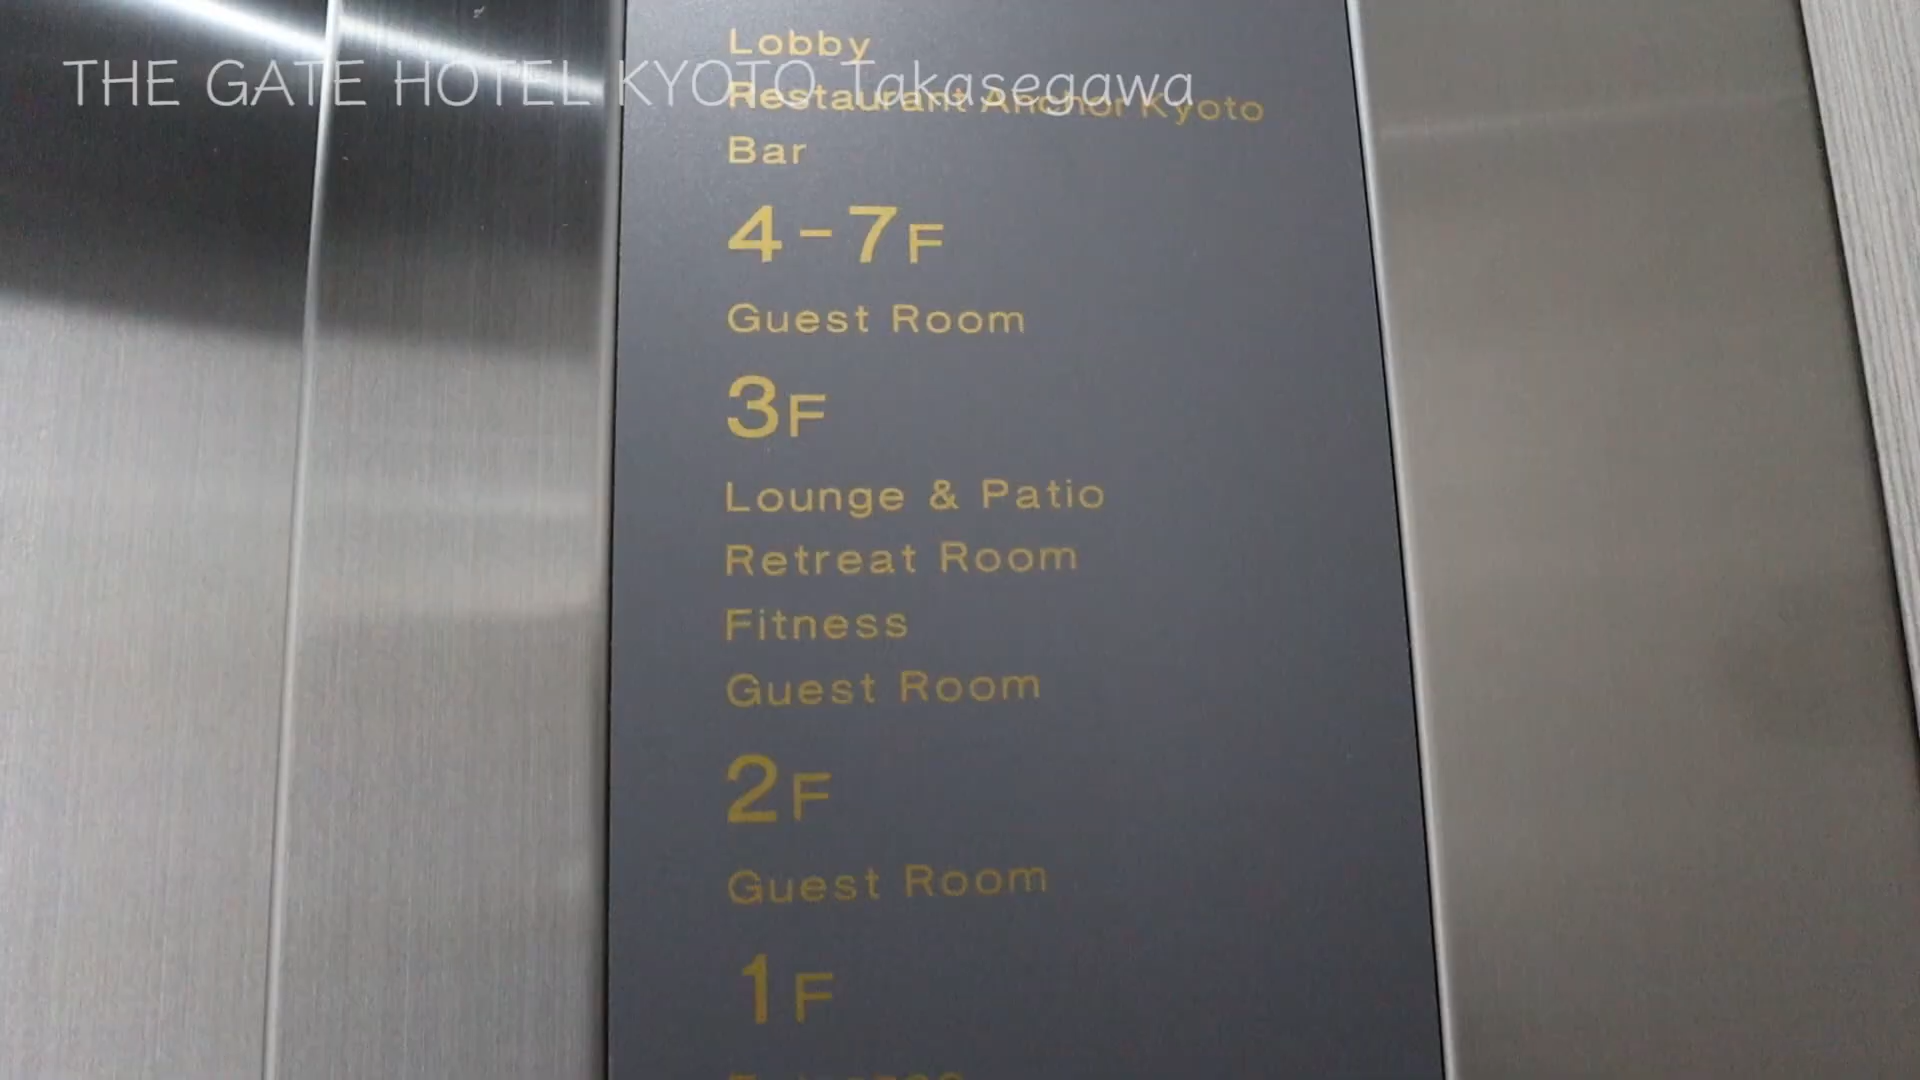 THE GATE HOTEL KYOTO Takasegawa
Lobby
Restaurant Anchor Kyoto
Bar
4-7F
Guest Room
3F
Lounge & Patio
Retreat Room
Fitness
Guest Room
2F
Guest Room
1F